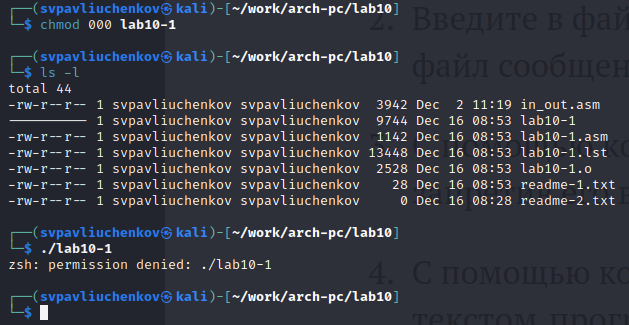 ┌──(svpavliuchenkov㉿kali)-[~/work/arch-pc/lab10]
└─$ chmod 000 lab10-1
┌──(svpavliuchenkov㉿kali)-[~/work/arch-pc/lab10]
└─$ ls -l
total 44
-rw-r--r-- 1 svpavliuchenkov svpavliuchenkov  3942 Dec  2 11:19 in_out.asm
---------- 1 svpavliuchenkov svpavliuchenkov  9744 Dec 16 08:53 lab10-1
-rw-r--r-- 1 svpavliuchenkov svpavliuchenkov  1142 Dec 16 08:53 lab10-1.asm
-rw-r--r-- 1 svpavliuchenkov svpavliuchenkov 13448 Dec 16 08:53 lab10-1.lst
-rw-r--r-- 1 svpavliuchenkov svpavliuchenkov  2528 Dec 16 08:53 lab10-1.o
-rw-r--r-- 1 svpavliuchenkov svpavliuchenkov    28 Dec 16 08:53 readme-1.txt
-rw-r--r-- 1 svpavliuchenkov svpavliuchenkov     0 Dec 16 08:28 readme-2.txt
┌──(svpavliuchenkov㉿kali)-[~/work/arch-pc/lab10]
└─$ ./lab10-1
zsh: permission denied: ./lab10-1
┌──(svpavliuchenkov㉿kali)-[~/work/arch-pc/lab10]
└─$
2. Введите в фай
файл сообщен
4. С помощью ко
текстом прог